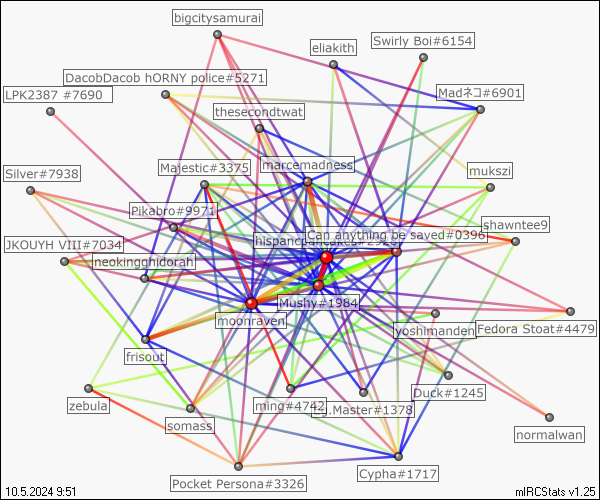 bigcitysamurai
eliakith
Swirly Boi#6154
DacobDacob hORNY police#5271
LPK2387 #7690
Madネコ#6901
thesecondtwat
marcemadness
Majestic#3375
Silver#7938
mukszi
Pikabro#9971
shawntee9
Can anything be saved#0396
JKOUYH VIII#7034
neokingghidorah
Mushy#1984
moonraven
yoshimanden
Fedora Stoat#4479
frisout
Duck#1245
zebula
ming#4742
Master#1378
somass
normalwan
Cypha#1717
Pocket Persona#3326
10.5.2024 9:51
mIRCStats v1.25